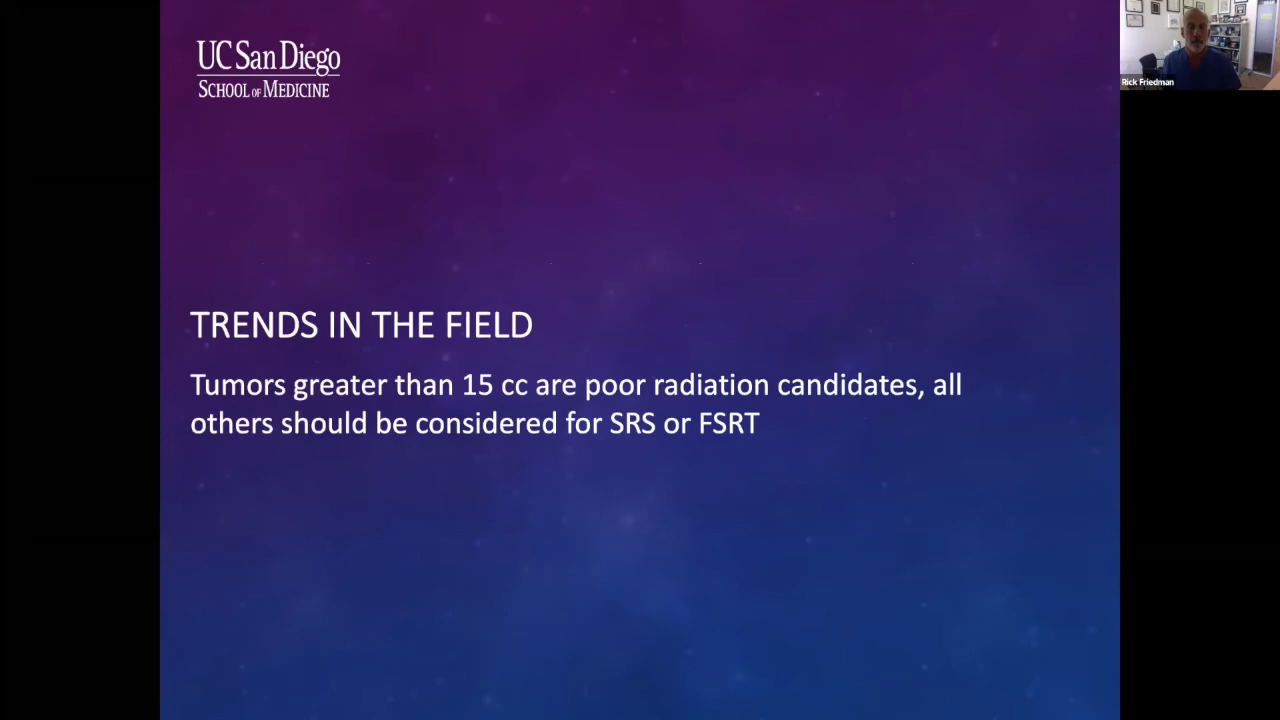 UC San Diego
SCHOOL OF MEDICINE
Rick Friedman
TRENDS IN THE FIELD
Tumors greater than 15 cc are poor radiation candidates, all
others should be considered for SRS or FSRT